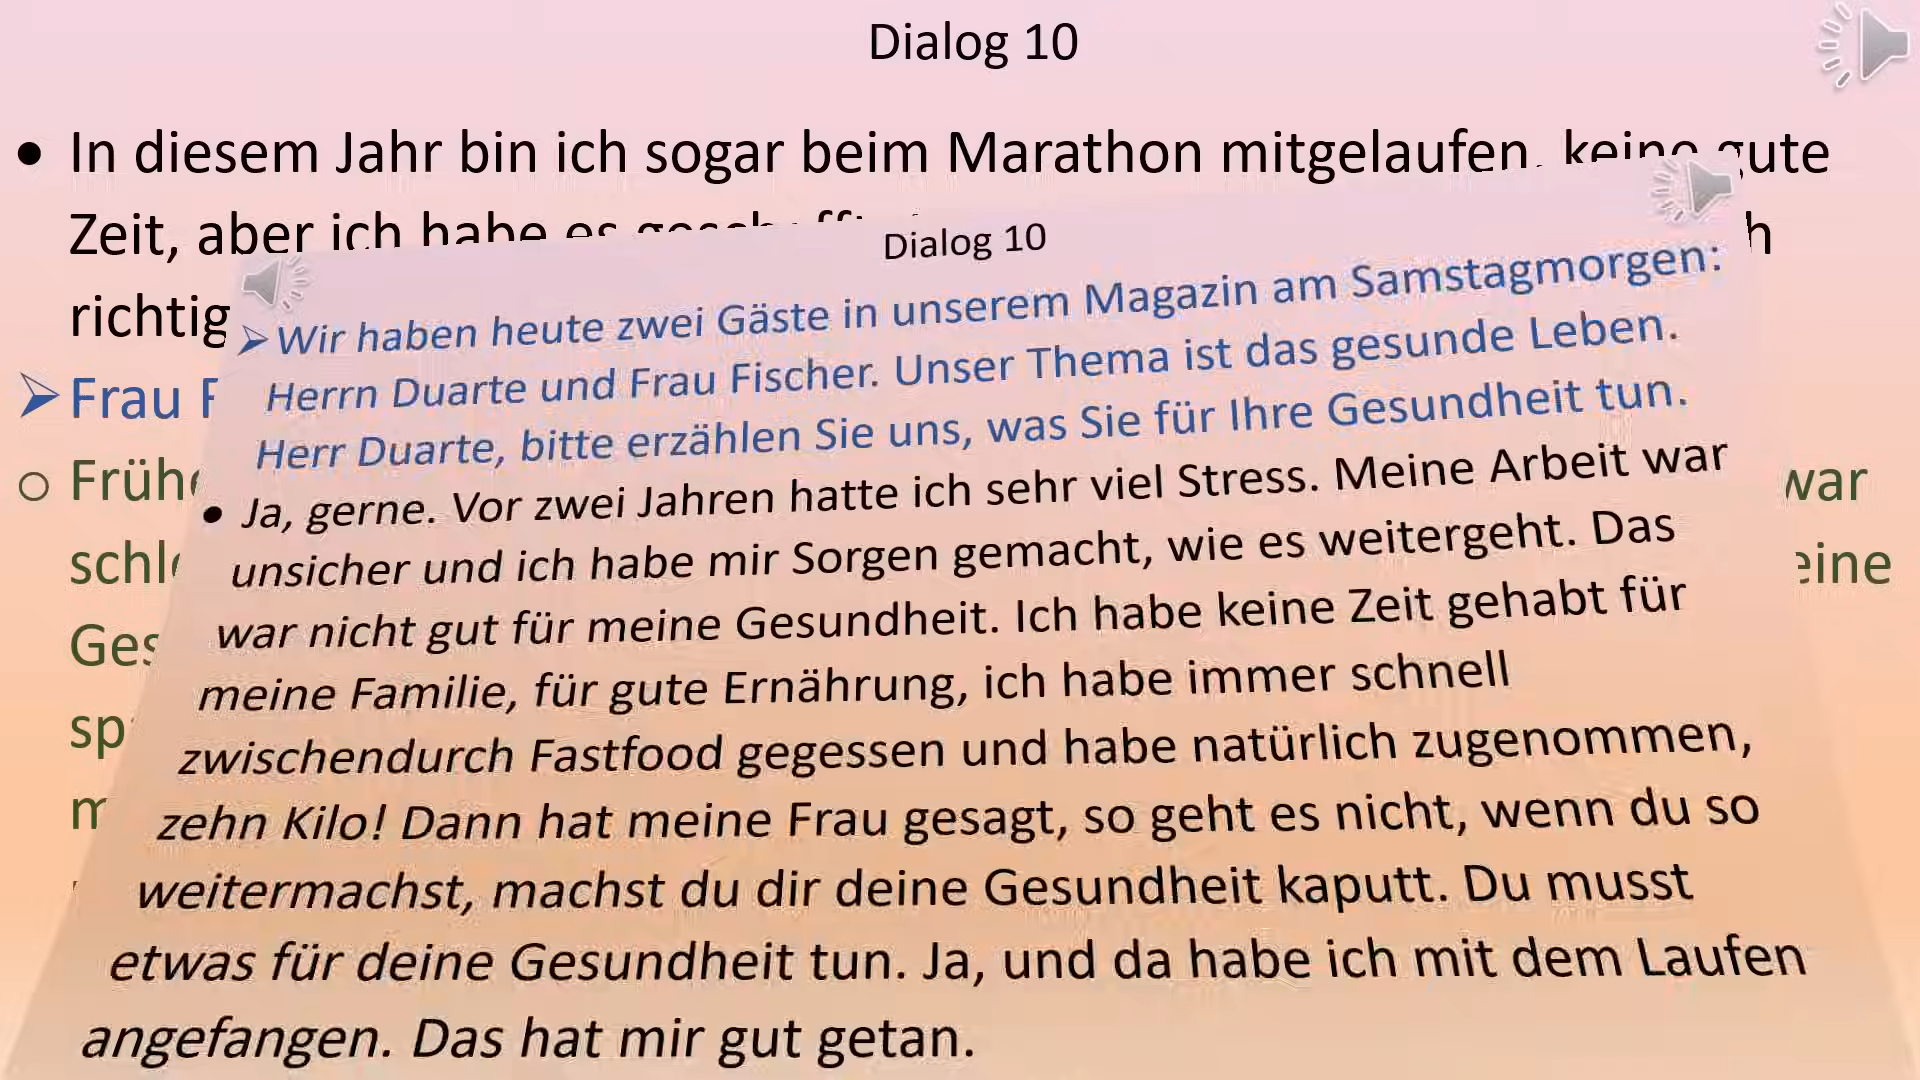 Dialog 10
In diesem Jahr bin ich sogar beim Marathon mitgelaufen, keine gute
Zeit, aber ich habe es
richtig
Frau
war
Dialog 10
Wir haben heute zwei Gäste in unserem Magazin am Samstagmorgen:
Herrn Duarte und Frau Fischer. Unser Thema ist das gesunde Leben.
Herr Duarte, bitte erzählen Sie uns, was Sie für Ihre Gesundheit tun.
Ja, gerne. Vor zwei Jahren hatte ich sehr viel Stress. Meine Arbeit war
unsicher und ich habe mir Sorgen gemacht, wie es weitergeht. Das
war nicht gut für meine Gesundheit. Ich habe keine Zeit gehabt für
meine Familie, für gute Ernährung, ich habe immer schnell
zwischendurch Fastfood gegessen und habe natürlich zugenommen,
zehn Kilo! Dann hat meine Frau gesagt, so geht es nicht, wenn du so
weitermachst, machst du dir deine Gesundheit kaputt. Du musst
etwas für deine Gesundheit tun. Ja, und da habe ich mit dem Laufen
angefangen. Das hat mir gut getan.